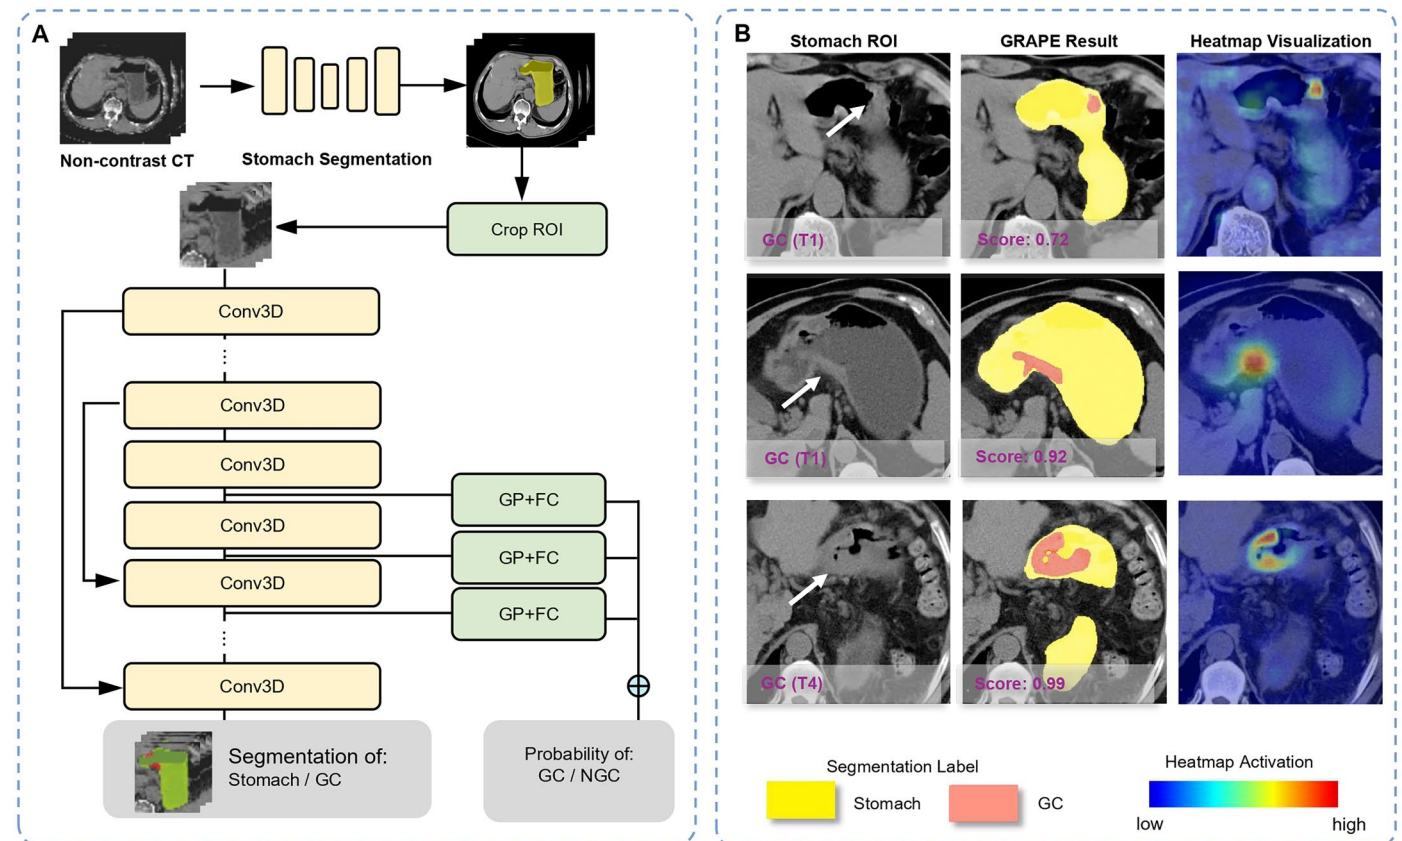 A
Non-contrast CT
Stomach Segmentation
Crop ROI
Conv3D
Conv3D
Conv3D
Conv3D
Conv3D
Conv3D
GP+FC
GP+FC
GP+FC
Segmentation of:
Stomach / GC
Probability of:
GC / NGC
B
Stomach ROI
GRAPE Result
Heatmap Visualization
GC (T1)
Score: 0.72
GC (T1)
Score: 0.92
GC (T4)
Score: 0.99
Segmentation Label
Stomach
GC
Heatmap Activation
low
high